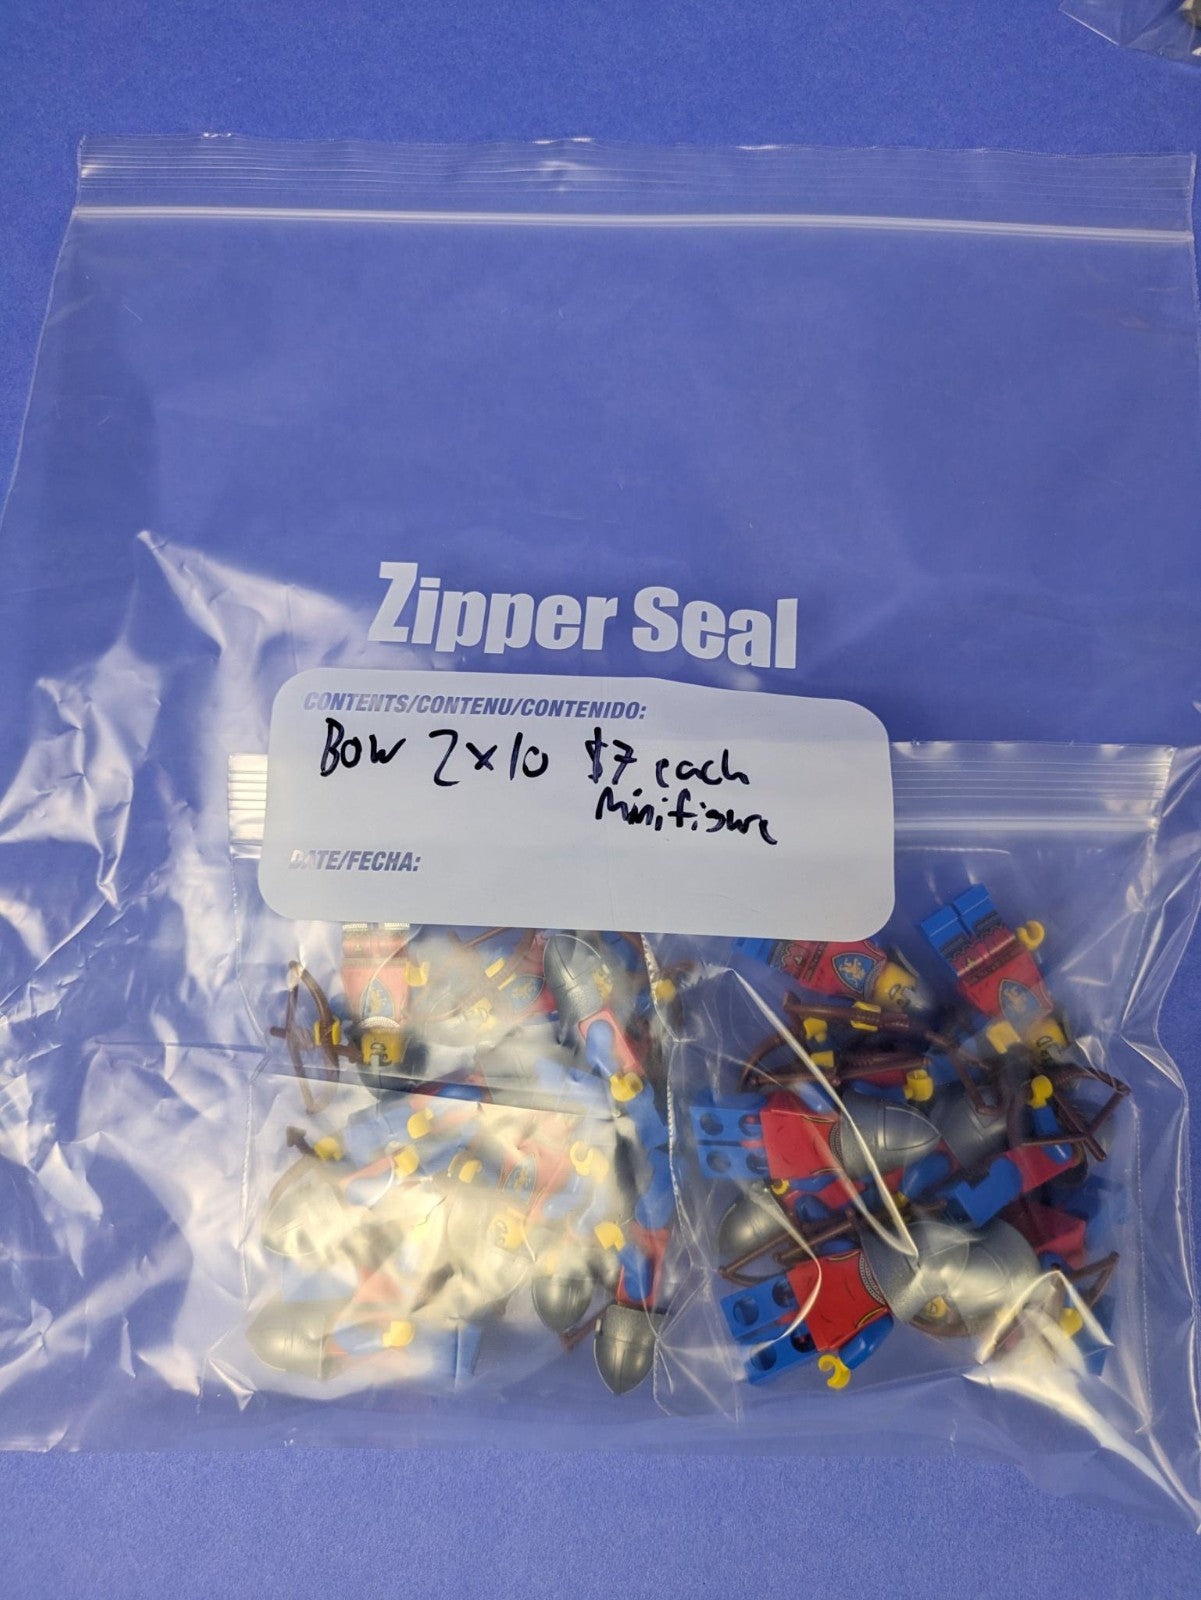 Zipper Seal
CONTENTS/CONTENU/CONTENIDO:
Bow 2x10 $7 each
Minifigure
DATE/FECHA: